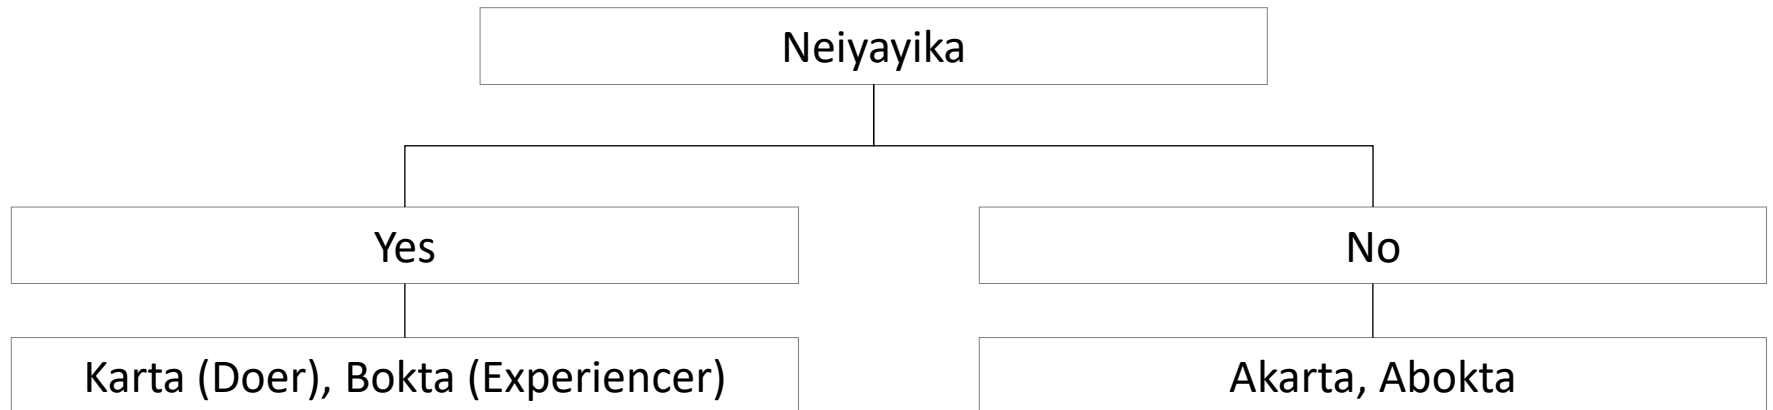 Neiyayika
Yes
No
Karta (Doer), Bokta (Experiencer)
Akarta, Abokta